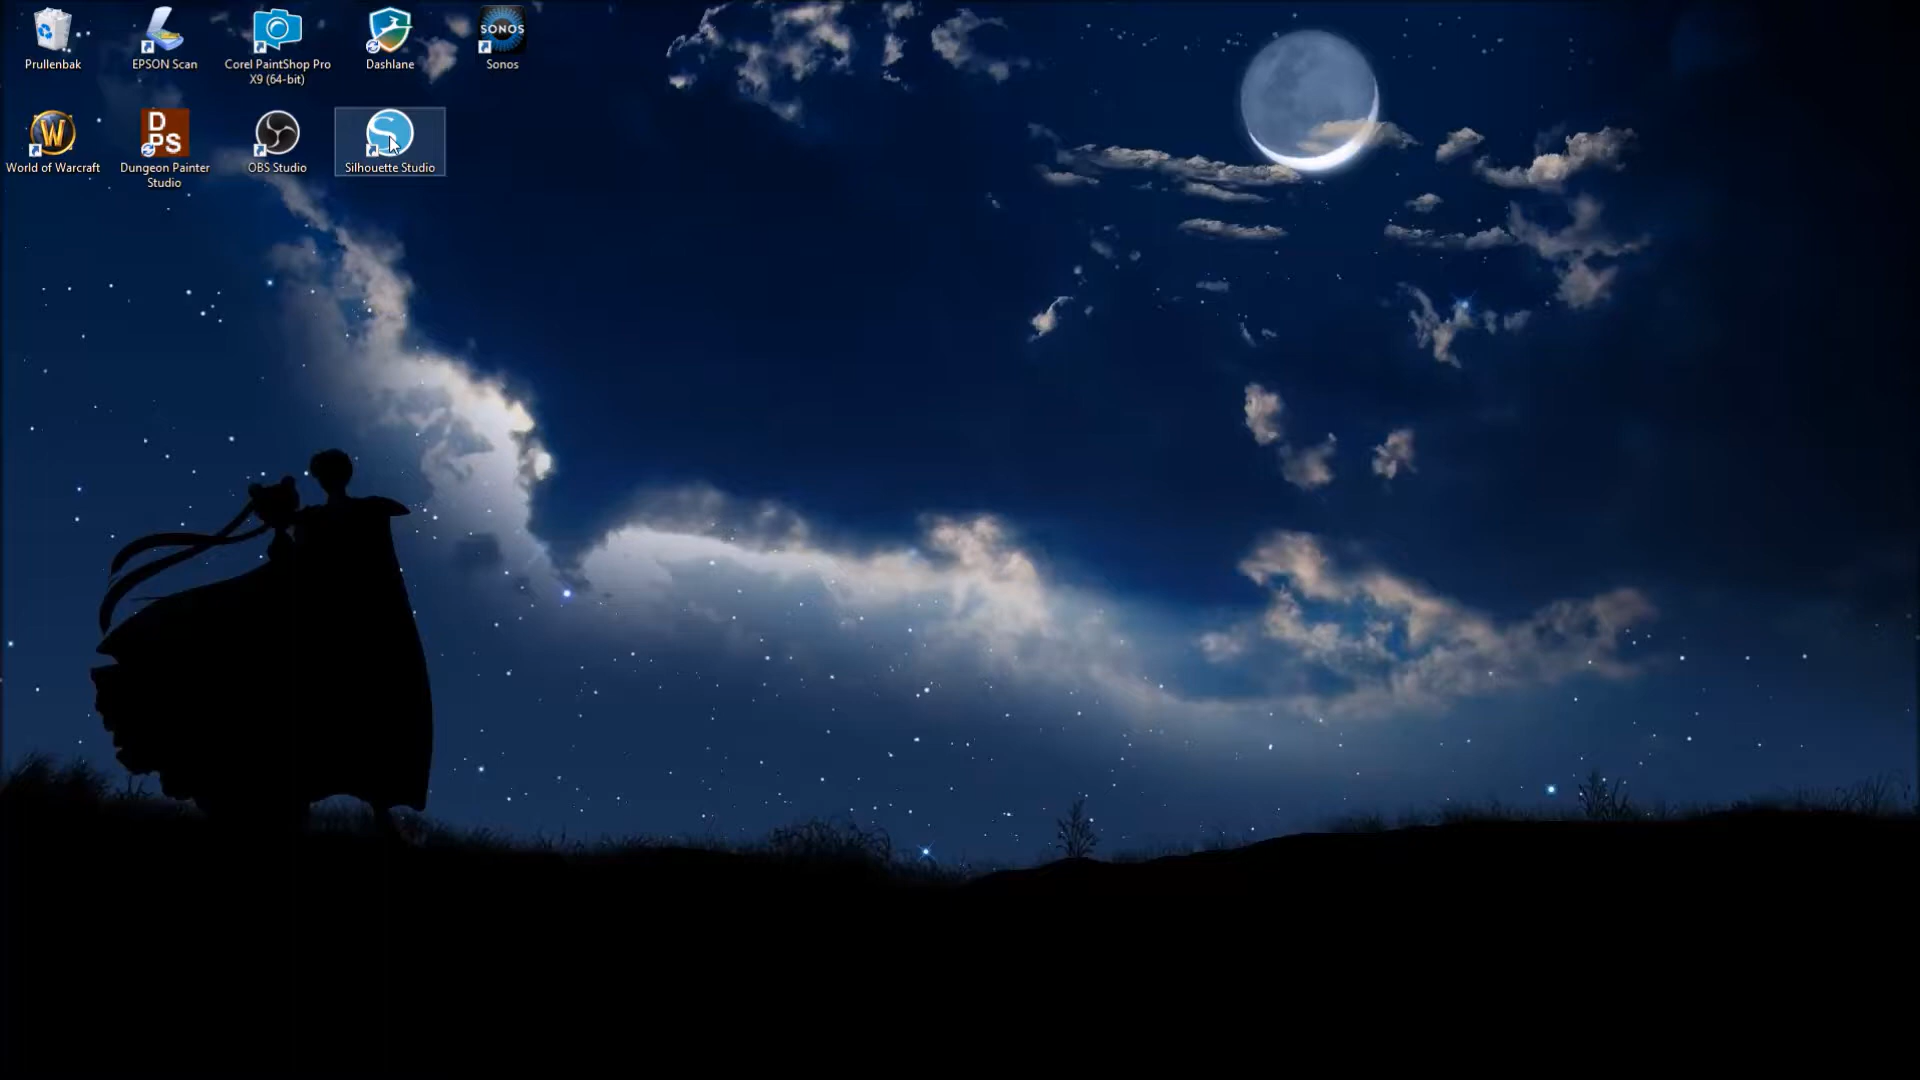 SONOS
Prullenbak
EPSON Scan
Corel PaintShop Pro
X9 (64-bit)
Dashlane
Sonos
W
D
PS
World of Warcraft
Dungeon Painter
Studio
OBS Studio
Silhouette Studio